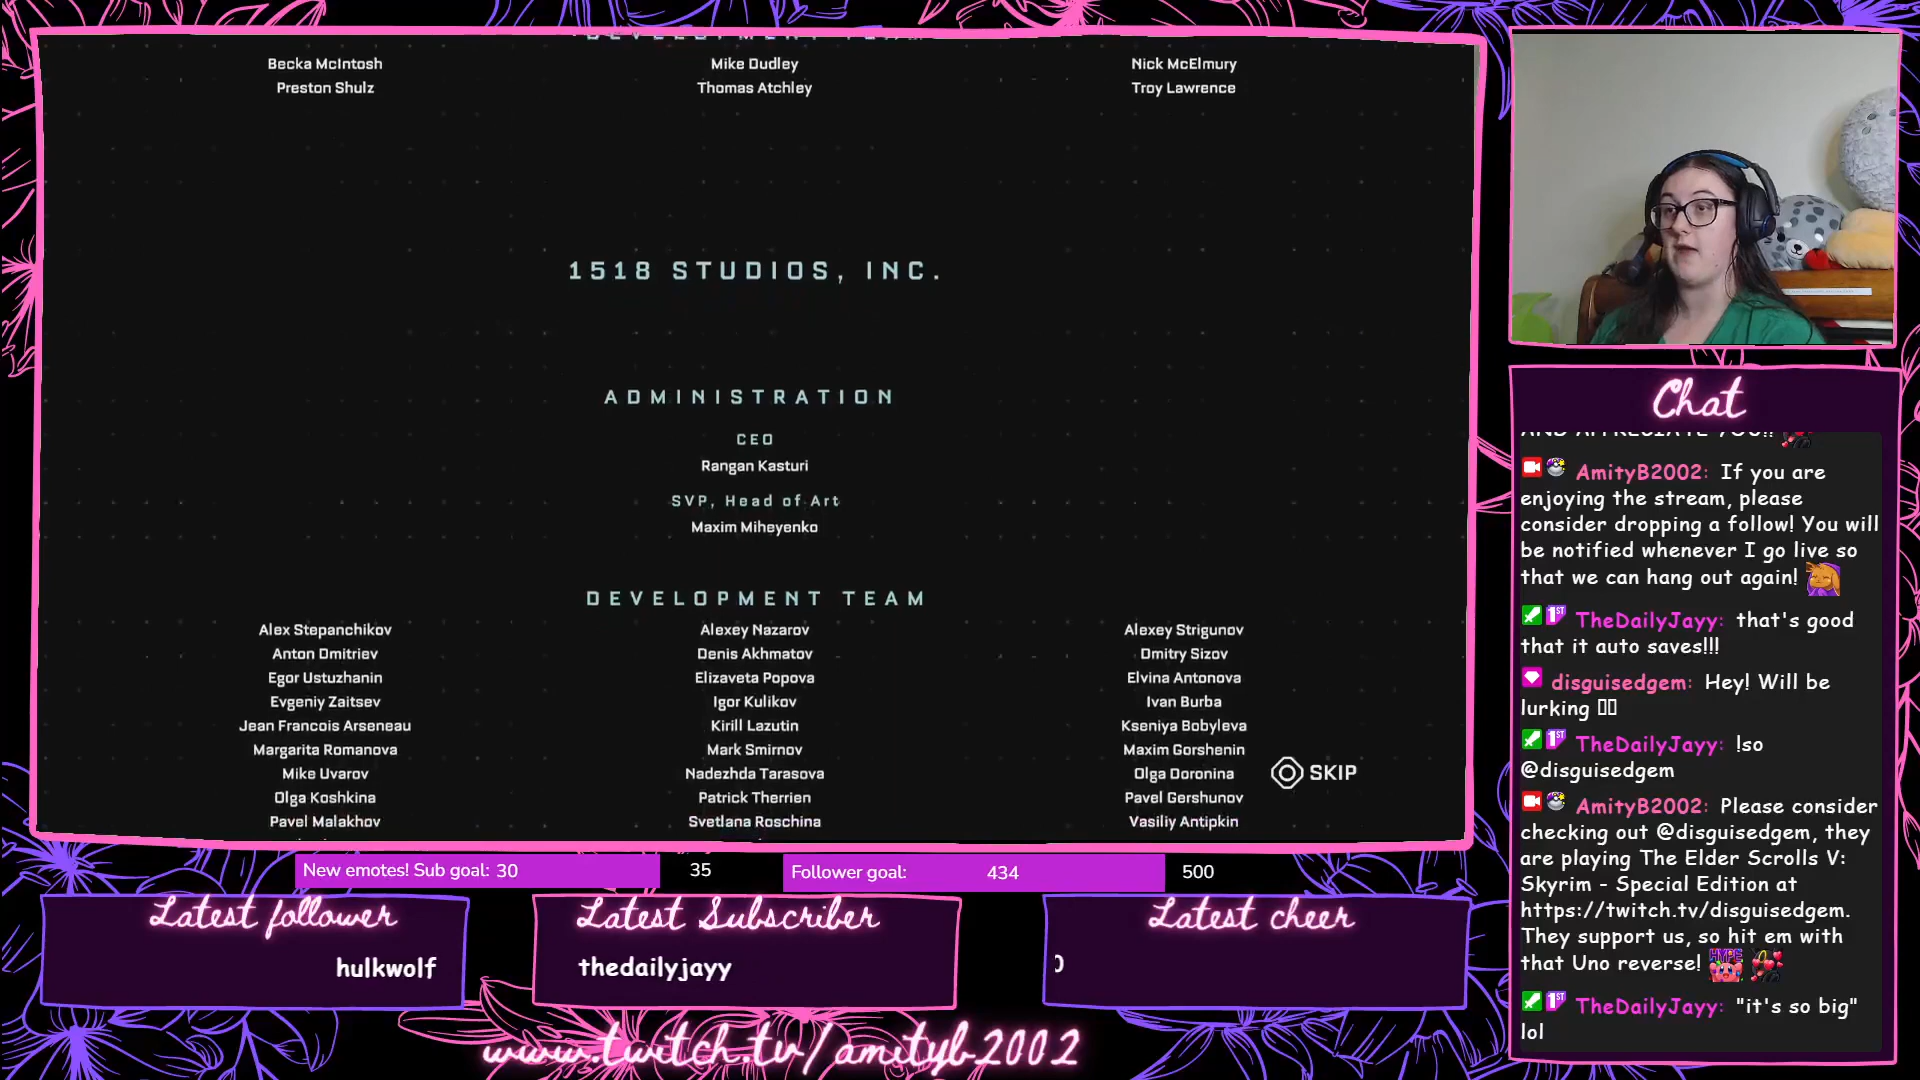 Becka McIntosh
Mike Dudley
Nick McElmury
Preston Shulz
Thomas Atchley
Troy Lawrence
1518 STUDIOS, INC.
ADMINISTRATION
CEO
Rangan Kasturi
SVP, Head of Art
Maxim Miheyenko
DEVELOPMENT TEAM
Alex Stepanchikov
Alexey Nazarov
Alexey Strigunov
Anton Dmitriev
Denis Akhmatov
Dmitry Sizov
Egor Ustuzhanin
Elizaveta Popova
Elvina Antonova
Evgeniy Zaitsev
Igor Kulikov
Ivan Burba
Jean Francois Arseneau
Kirill Lazutin
Kseniya Bobyleva
Margarita Romanova
Mark Smirnov
Maxim Gorshenin
Mike Uvarov
Nadezhda Tarasova
Olga Doronina
Olga Koshkina
Patrick Therrien
Pavel Gershunov
Pavel Malakhov
Svetlana Roschina
Vasiliy Antipkin
SKIP
Chat
AmityB2002: If you are
enjoying the stream, please
consider dropping a follow! You will
be notified whenever I go live so
that we can hang out again!
TheDailyJayy: that's good
that it auto saves!!!
disguisedgem: Hey! Will be
lurking
TheDailyJayy: !so
@disguisedgem
AmityB2002: Please consider
checking out @disguisedgem, they
are playing The Elder Scrolls V:
Skyrim - Special Edition at
https://twitch.tv/disguisedgem.
They support us, so hit em with
that Uno reverse!
TheDailyJayy: "it's so big"
lol
New emotes! Sub goal: 30
35
Follower goal: 434
500
Latest follower
hulkwolf
Latest Subscriber
thedailyjayy
Latest cheer
0
www.twitch.tv/amityb2002